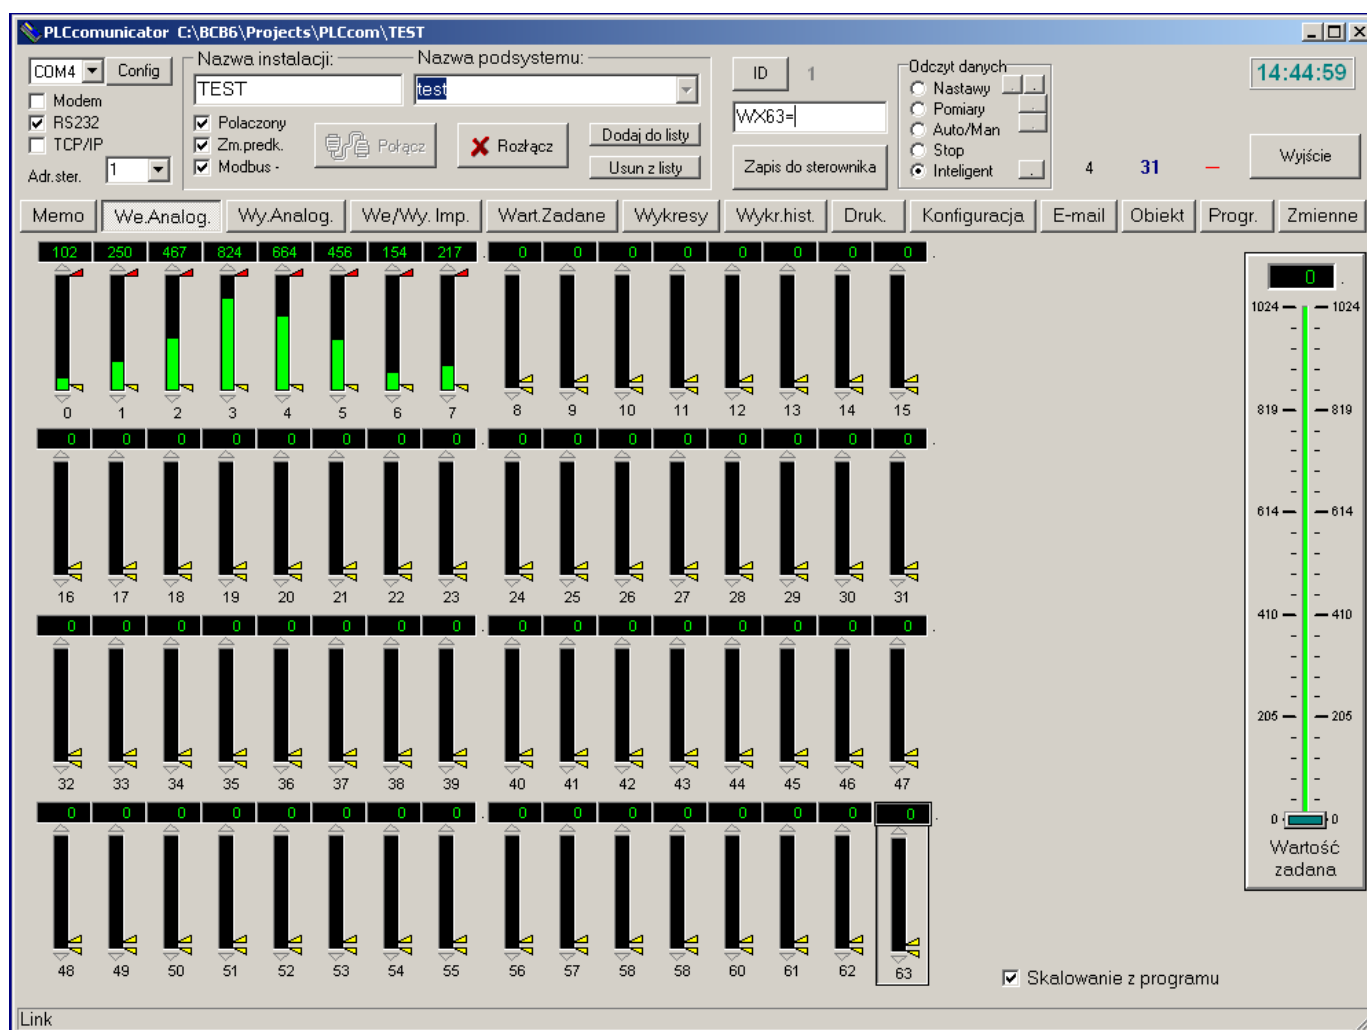 PLCcomunicator C:\BCB6\Projects\PLCcom\TEST
COM4 Config Nazwa instalacji: Nazwa podsystemu: ID 1 Odczyt danych 14:44:59
TEST test Nastawy . .
Modem WX63= Pomiary .
RS232 Polaczony Połącz Rozłącz Dodaj do listy Auto/Man .
TCP/IP Zm.predk. Stop Wyjście
Adr.ster. 1 Modbus - Usun z listy Zapis do sterownika Inteligent . 4 31 –
Memo We.Analog. Wy.Analog. We/Wy. Imp. Wart.Zadane Wykresy Wykr.hist. Druk. Konfiguracja E-mail Obiekt Progr. Zmienne
102 250 467 824 664 456 154 217 . 0 0 0 0 0 0 0 0 .
0 1 2 3 4 5 6 7 8 9 10 11 12 13 14 15
0 0 0 0 0 0 0 0 . 0 0 0 0 0 0 0 0 .
16 17 18 19 20 21 22 23 24 25 26 27 28 29 30 31
0 0 0 0 0 0 0 0 . 0 0 0 0 0 0 0 0 .
32 33 34 35 36 37 38 39 40 41 42 43 44 45 46 47
0 0 0 0 0 0 0 0 . 0 0 0 0 0 0 0 0 .
48 49 50 51 52 53 54 55 56 57 58 58 60 61 62 63
0 .
1024 1024
819 819
614 614
410 410
205 205
0 0
Wartość
zadana
Skalowanie z programu
Link